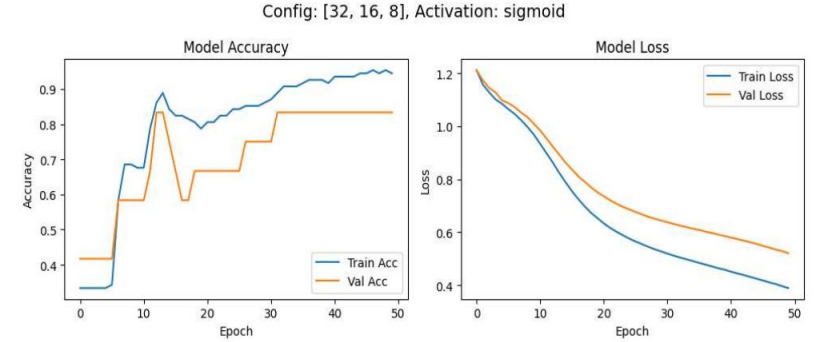 Config: [32, 16, 8], Activation: sigmoid
Model Accuracy
Accuracy
0.9
0.8
0.7
0.6
0.5
0.4
Train Acc
Val Acc
0 10 20 30 40 50
Epoch
Model Loss
Loss
1.2
1.0
0.8
0.6
0.4
Train Loss
Val Loss
0 10 20 30 40 50
Epoch